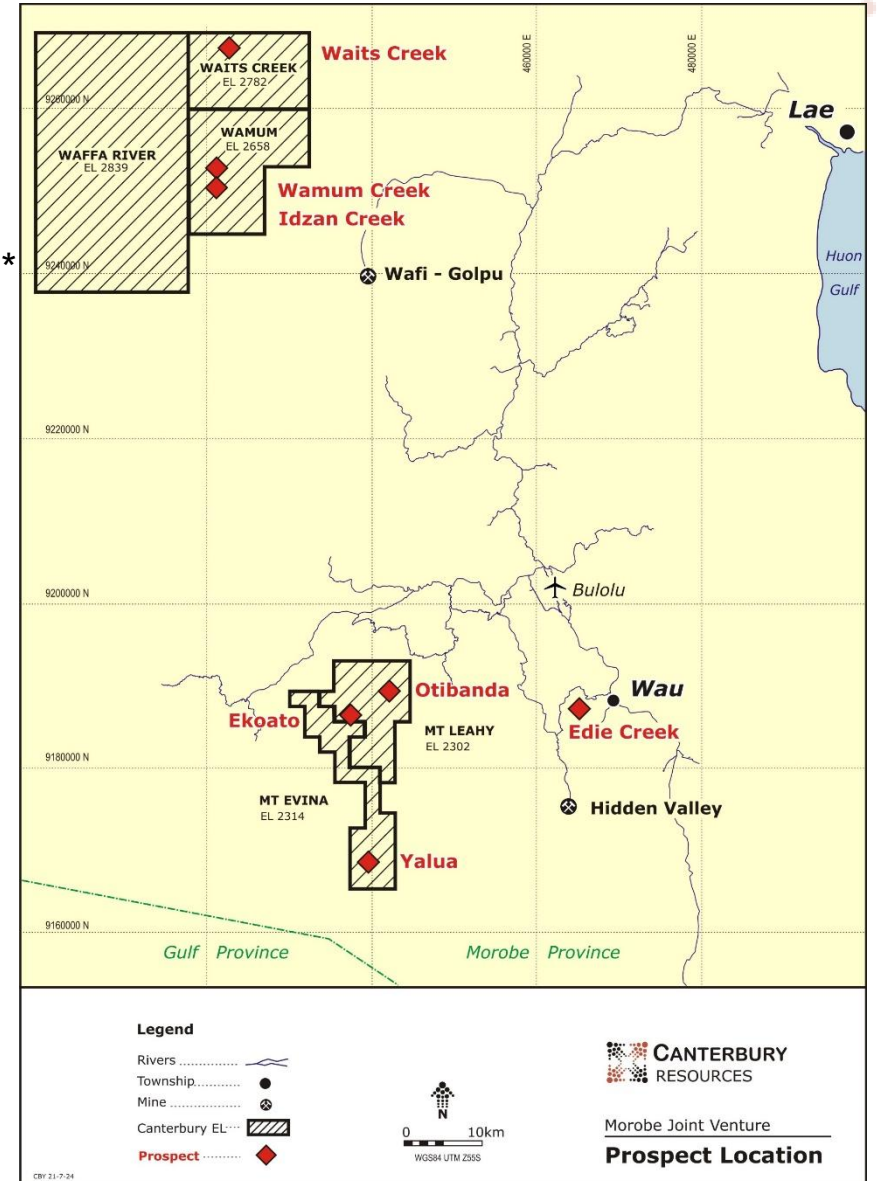 460000 E
480000 E
Waits Creek
WAITS CREEK
EL 2782
9260000 N
Lae
WAMUM
EL 2658
WAFFA RIVER
EL 2839
Wamum Creek
Idzan Creek
*
9240000 N
Wafi - Golpu
Huon
Gulf
9220000 N
9200000 N
Bulolu
Otibanda
Wau
Ekoato
MT LEAHY
EL 2302
Edie Creek
9180000 N
MT EVINA
EL 2314
Hidden Valley
Yalua
9160000 N
Gulf Province
Morobe Province
Legend
Rivers
Township
Mine
Canterbury EL
Prospect
N
0 10km
WGS84 UTM Z55S
CANTERBURY
RESOURCES
Morobe Joint Venture
Prospect Location
CBY 21-7-24